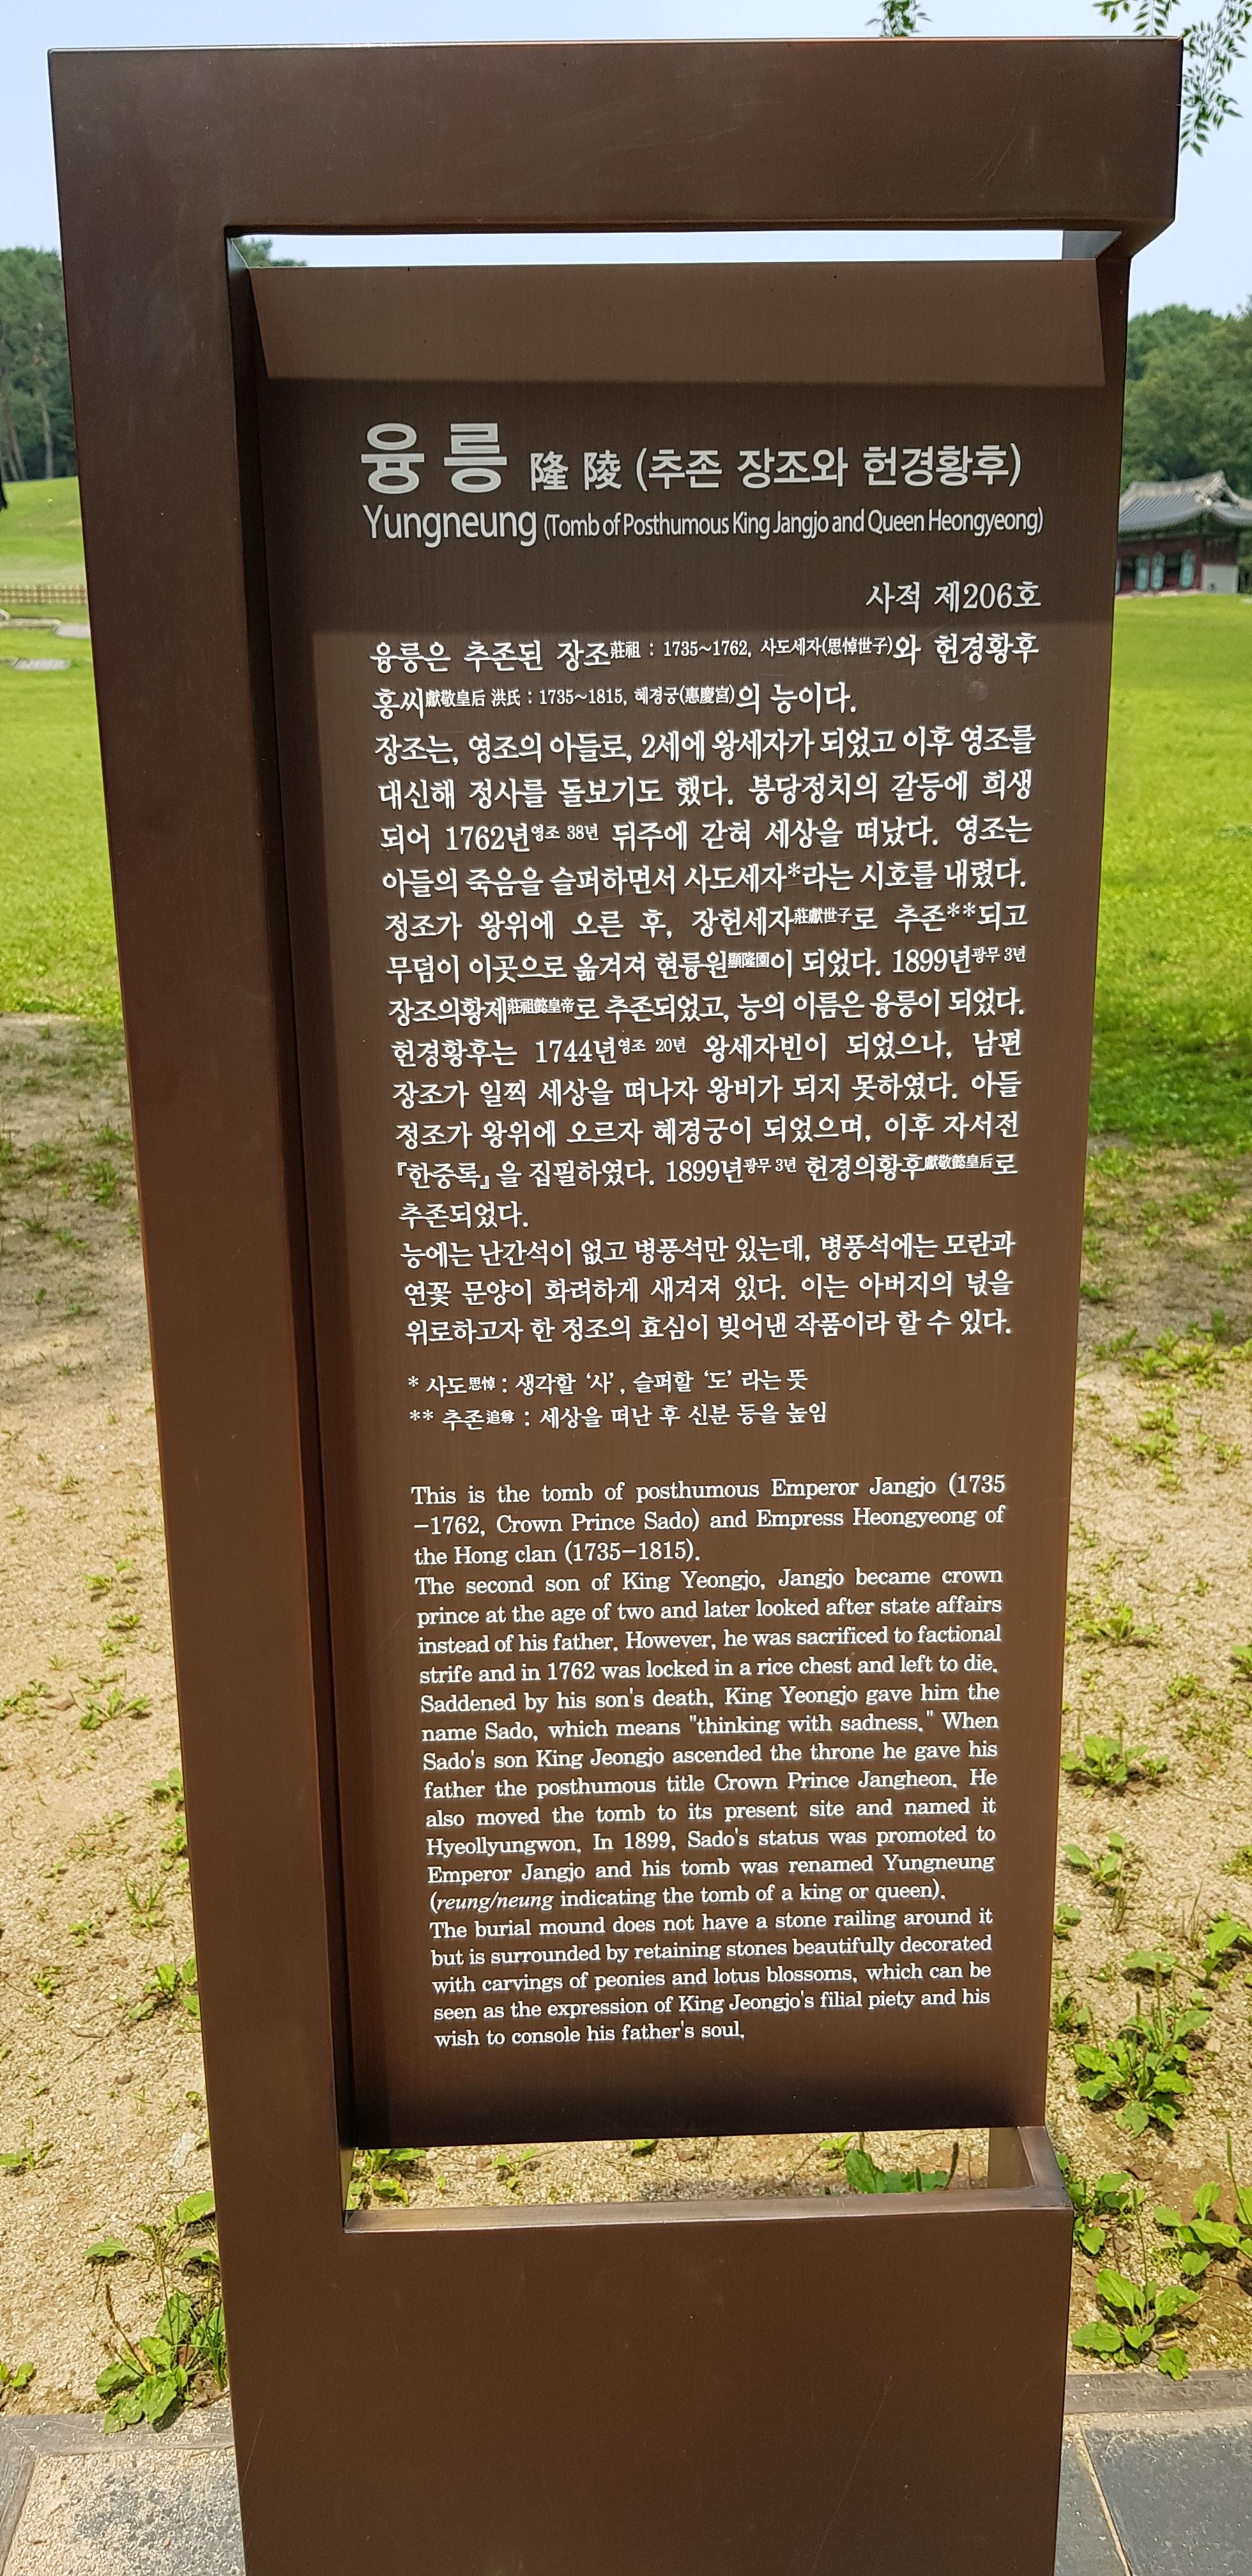 융릉 隆陵 (추존 장조와 헌경황후)
Yungneung (Tomb of Posthumous King Jangjo and Queen Heongyeong)
사적 제206호
융릉은 추존된 장조莊祖 : 1735~1762, 사도세자(思悼世子)와 헌경황후
홍씨獻敬皇后 洪氏 : 1735~1815, 혜경궁(惠慶宮)의 능이다.
장조는, 영조의 아들로, 2세에 왕세자가 되었고 이후 영조를
대신해 정사를 돌보기도 했다. 붕당정치의 갈등에 희생
되어 1762년영조 38년 뒤주에 갇혀 세상을 떠났다. 영조는
아들의 죽음을 슬퍼하면서 사도세자*라는 시호를 내렸다.
정조가 왕위에 오른 후, 장헌세자莊獻世子로 추존**되고
무덤이 이곳으로 옮겨져 현륭원顯隆園이 되었다. 1899년광무 3년
장조의황제莊祖懿皇帝로 추존되었고, 능의 이름은 융릉이 되었다.
헌경황후는 1744년영조 20년 왕세자빈이 되었으나, 남편
장조가 일찍 세상을 떠나자 왕비가 되지 못하였다. 아들
정조가 왕위에 오르자 혜경궁이 되었으며, 이후 자서전
『한중록』을 집필하였다. 1899년광무 3년 헌경의황후獻敬懿皇后로
추존되었다.
능에는 난간석이 없고 병풍석만 있는데, 병풍석에는 모란과
연꽃 문양이 화려하게 새겨져 있다. 이는 아버지의 넋을
위로하고자 한 정조의 효심이 빚어낸 작품이라 할 수 있다.
* 사도思悼 : 생각할 ‘사’, 슬퍼할 ‘도’ 라는 뜻
** 추존追尊 : 세상을 떠난 후 신분 등을 높임
This is the tomb of posthumous Emperor Jangjo (1735
-1762, Crown Prince Sado) and Empress Heongyeong of
the Hong clan (1735-1815).
The second son of King Yeongjo, Jangjo became crown
prince at the age of two and later looked after state affairs
instead of his father. However, he was sacrificed to factional
strife and in 1762 was locked in a rice chest and left to die.
Saddened by his son's death, King Yeongjo gave him the
name Sado, which means "thinking with sadness." When
Sado's son King Jeongjo ascended the throne he gave his
father the posthumous title Crown Prince Jangheon. He
also moved the tomb to its present site and named it
Hyeollyungwon. In 1899, Sado's status was promoted to
Emperor Jangjo and his tomb was renamed Yungneung
(reung/neung indicating the tomb of a king or queen).
The burial mound does not have a stone railing around it
but is surrounded by retaining stones beautifully decorated
with carvings of peonies and lotus blossoms, which can be
seen as the expression of King Jeongjo's filial piety and his
wish to console his father's soul.